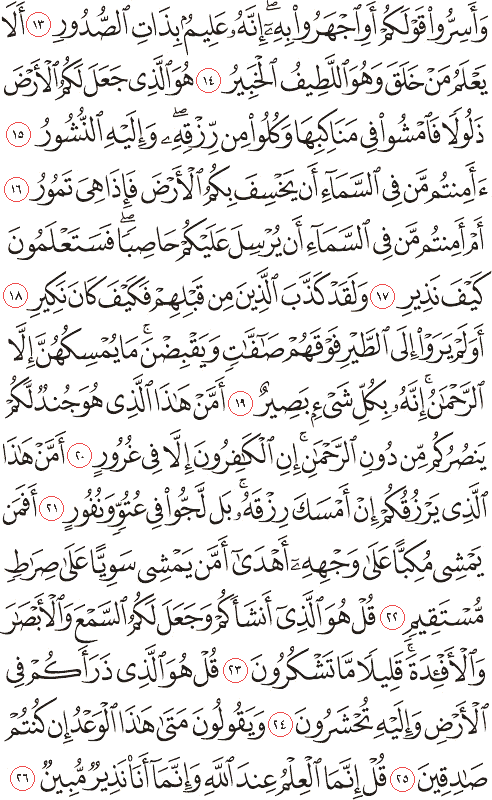 وَأَسِرُّوا۟ قَوْلَكُمْ أَوِ ٱجْهَرُوا۟ بِهِۦٓ ۖ إِنَّهُۥ عَلِيمٌۢ بِذَاتِ ٱلصُّدُورِ ١٣ أَلَا
يَعْلَمُ مَنْ خَلَقَ وَهُوَ ٱللَّطِيفُ ٱلْخَبِيرُ ١٤ هُوَ ٱلَّذِى جَعَلَ لَكُمُ ٱلْأَرْضَ
ذَلُولًا فَٱمْشُوا۟ فِى مَنَاكِبِهَا وَكُلُوا۟ مِن رِّزْقِهِۦ ۖ وَإِلَيْهِ ٱلنُّشُورُ ١٥
ءَأَمِنتُم مَّن فِى ٱلسَّمَآءِ أَن يَخْسِفَ بِكُمُ ٱلْأَرْضَ فَإِذَا هِىَ تَمُورُ ١٦
أَمْ أَمِنتُم مَّن فِى ٱلسَّمَآءِ أَن يُرْسِلَ عَلَيْكُمْ حَاصِبًا ۖ فَسَتَعْلَمُونَ
كَيْفَ نَذِيرِ ١٧ وَلَقَدْ كَذَّبَ ٱلَّذِينَ مِن قَبْلِهِمْ فَكَيْفَ كَانَ نَكِيرِ ١٨
أَوَلَمْ يَرَوْا۟ إِلَى ٱلطَّيْرِ فَوْقَهُمْ صَٰٓفَّٰتٍ وَيَقْبِضْنَ ۚ مَا يُمْسِكُهُنَّ إِلَّا
ٱلرَّحْمَٰنُ ۚ إِنَّهُۥ بِكُلِّ شَىْءٍۭ بَصِيرٌ ١٩ أَمَّنْ هَٰذَا ٱلَّذِى هُوَ جُندٌ لَّكُمْ
يَنصُرُكُم مِّن دُونِ ٱلرَّحْمَٰنِ ۚ إِنِ ٱلْكَٰفِرُونَ إِلَّا فِى غُرُورٍ ٢٠ أَمَّنْ هَٰذَا
ٱلَّذِى يَرْزُقُكُمْ إِنْ أَمْسَكَ رِزْقَهُۥ ۚ بَل لَّجُّوا۟ فِى عُتُوٍّ وَنُفُورٍ ٢١ أَفَمَن
يَمْشِى مُكِبًّا عَلَىٰ وَجْهِهِۦٓ أَهْدَىٰٓ أَمَّن يَمْشِى سَوِيًّا عَلَىٰ صِرَٰطٍ
مُّسْتَقِيمٍ ٢٢ قُلْ هُوَ ٱلَّذِىٓ أَنشَأَكُمْ وَجَعَلَ لَكُمُ ٱلسَّمْعَ وَٱلْأَبْصَٰرَ
وَٱلْأَفْـِٔدَةَ ۖ قَلِيلًا مَّا تَشْكُرُونَ ٢٣ قُلْ هُوَ ٱلَّذِى ذَرَأَكُمْ فِى
ٱلْأَرْضِ وَإِلَيْهِ تُحْشَرُونَ ٢٤ وَيَقُولُونَ مَتَىٰ هَٰذَا ٱلْوَعْدُ إِن كُنتُمْ
صَٰدِقِينَ ٢٥ قُلْ إِنَّمَا ٱلْعِلْمُ عِندَ ٱللَّهِ وَإِنَّمَآ أَنَا۠ نَذِيرٌ مُّبِينٌ ٢٦